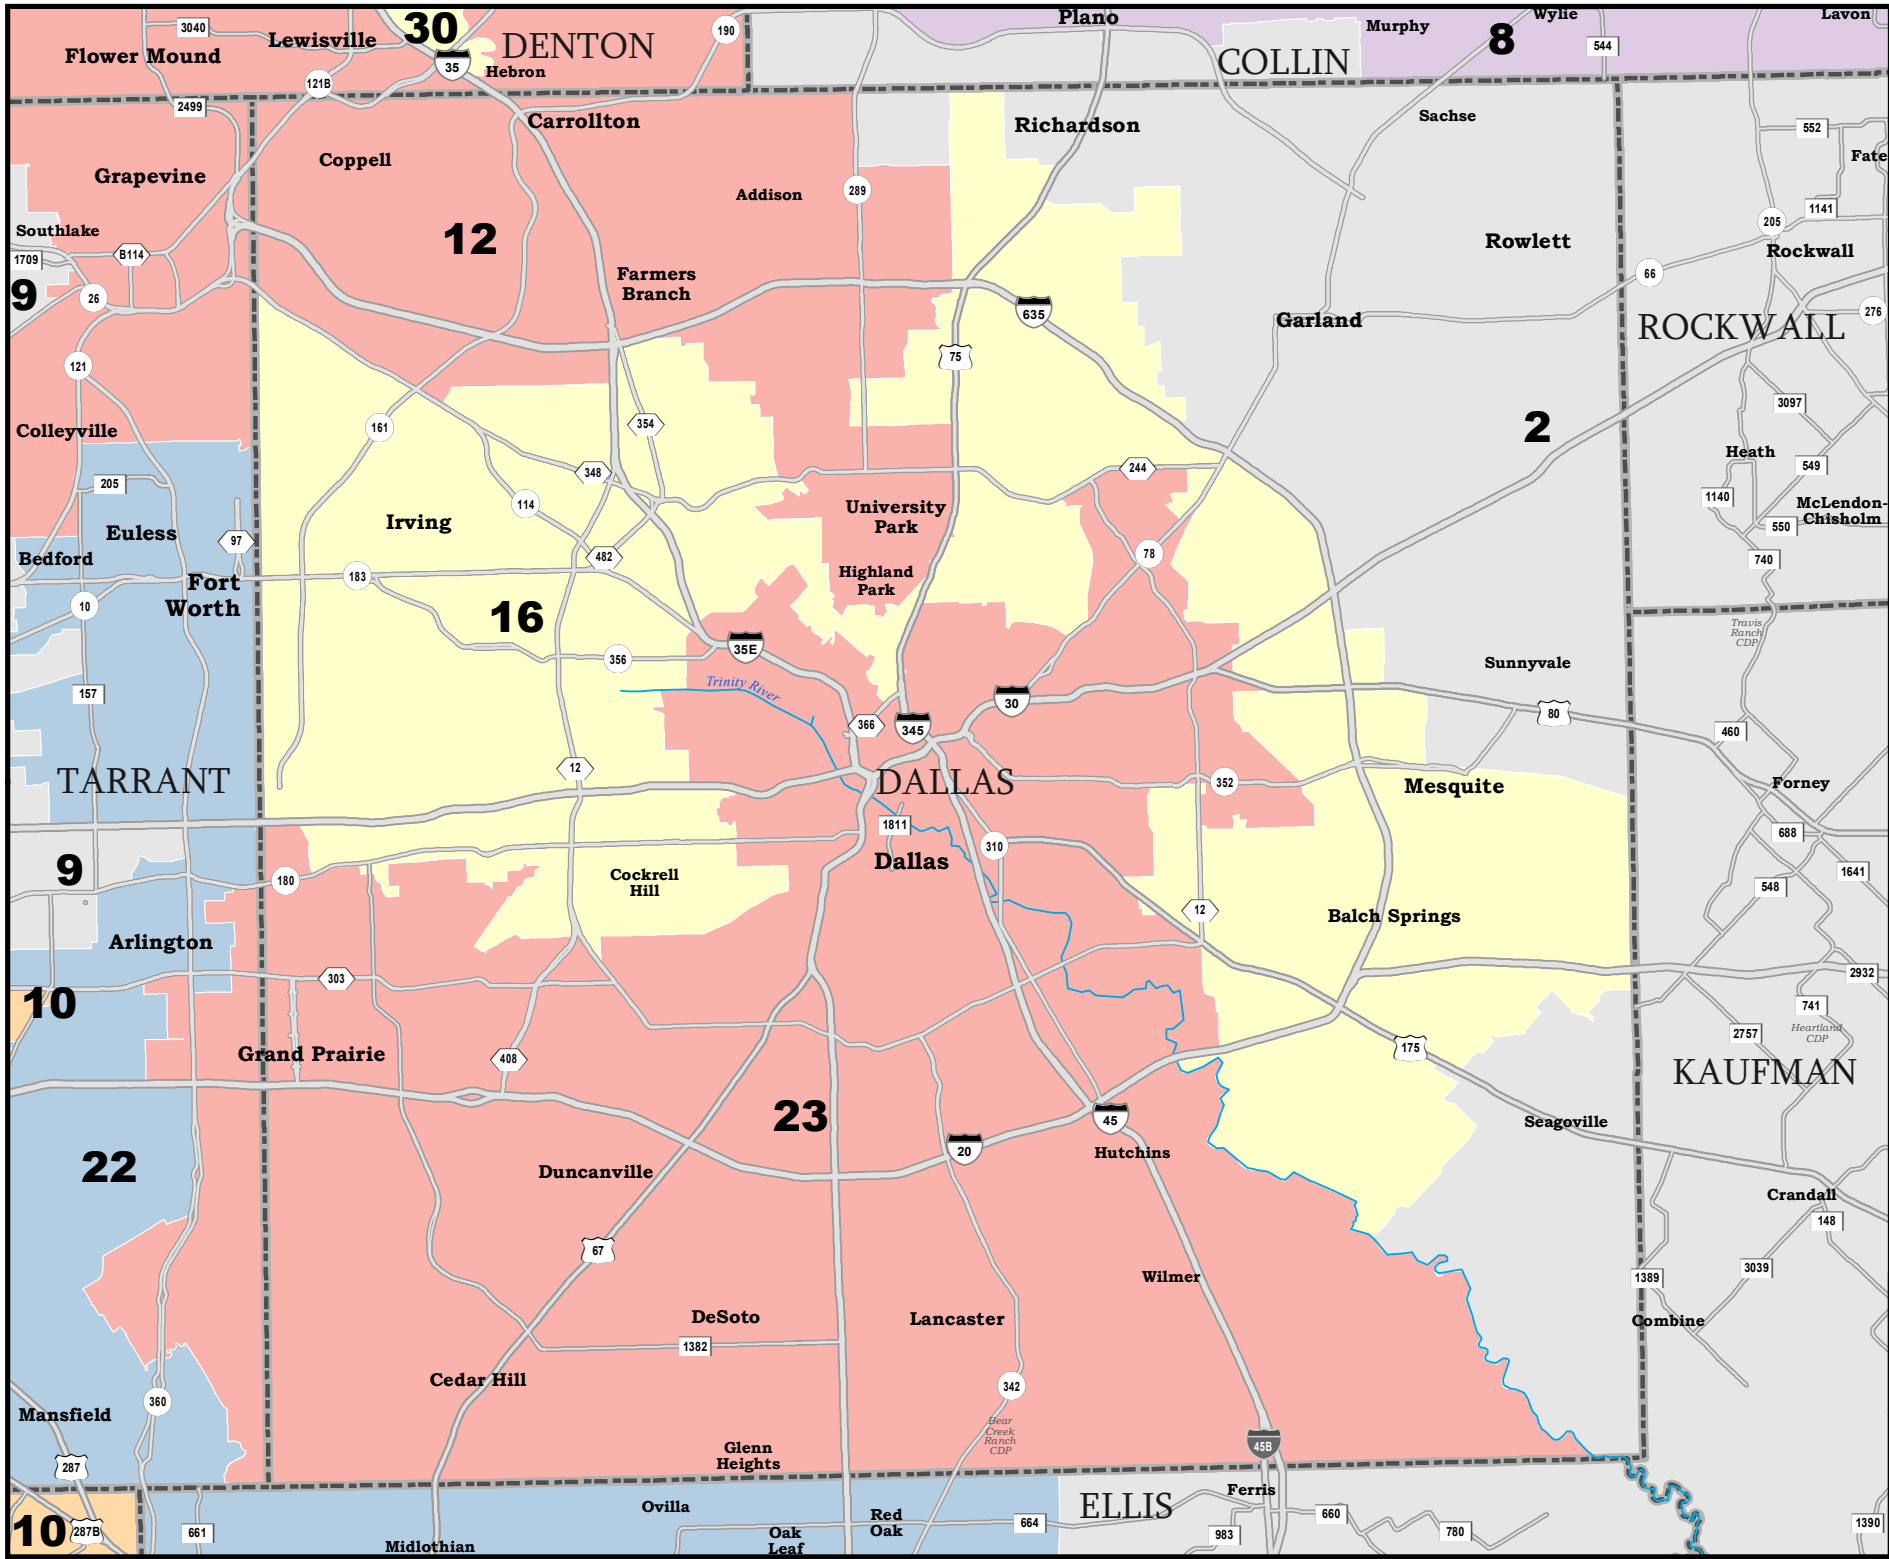 Plano
30
Wylie
Lavon
3040
Lewisville
DENTON
190
Murphy
8
544
Flower Mound
35
Hebron
COLLIN
121B
2499
Carrollton
Richardson
Sachse
552
Coppell
Fate
Grapevine
Addison
289
1141
205
Southlake
12
Rowlett
Rockwall
1709
B114
Farmers
Branch
66
9
26
635
Garland
276
ROCKWALL
75
121
3097
Colleyville
161
354
2
Heath
549
205
348
244
1140
114
University
Park
McLendon-
Chisholm
Irving
550
Euless
97
482
78
740
Bedford
183
Highland
Park
Fort
Worth
10
16
Travis
Ranch
CDP
35E
356
Sunnyvale
157
Trinity River
30
80
366
345
460
TARRANT
12
DALLAS
352
Mesquite
Forney
1811
688
310
9
180
Cockrell
Hill
Dallas
1641
548
12
Balch Springs
Arlington
303
2932
10
741
Heartland
CDP
Grand Prairie
408
175
2757
KAUFMAN
23
45
20
Seagoville
22
Duncanville
Hutchins
Crandall
148
67
Wilmer
1389
3039
DeSoto
Lancaster
Combine
1382
Cedar Hill
342
360
Mansfield
Bear
Creek
Ranch
CDP
45B
Glenn
Heights
287
Ferris
Ovilla
ELLIS
10
287B
661
Red
Oak
664
660
Oak
Leaf
983
780
1390
Midlothian